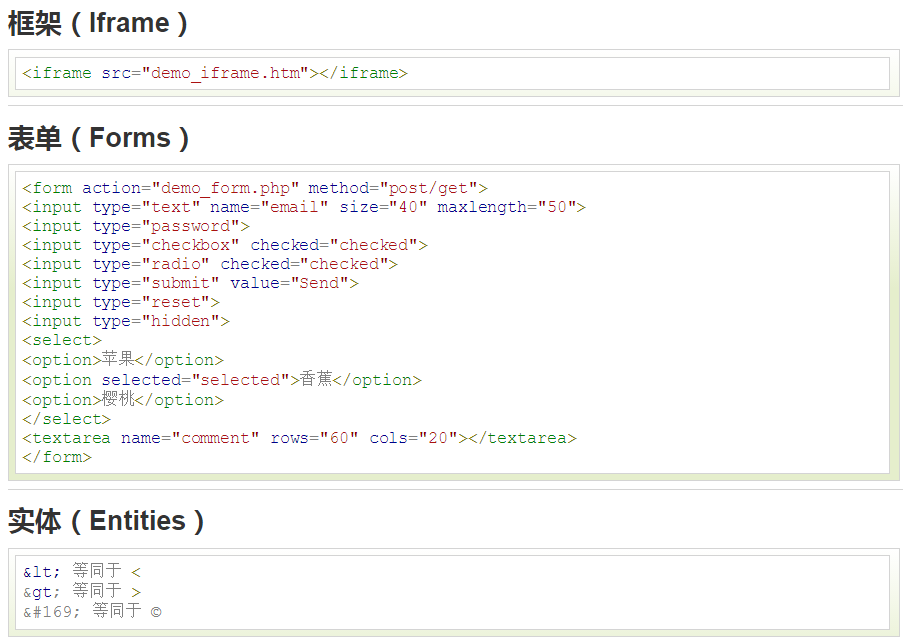 框架（Iframe）
<iframe src="demo_iframe.htm"></iframe>
表单（Forms）
<form action="demo_form.php" method="post/get">
<input type="text" name="email" size="40" maxlength="50">
<input type="password">
<input type="checkbox" checked="checked">
<input type="radio" checked="checked">
<input type="submit" value="Send">
<input type="reset">
<input type="hidden">
<select>
<option>苹果</option>
<option selected="selected">香蕉</option>
<option>樱桃</option>
</select>
<textarea name="comment" rows="60" cols="20"></textarea>
</form>
实体（Entities）
&lt; 等同于 <
&gt; 等同于 >
&#169; 等同于 ©